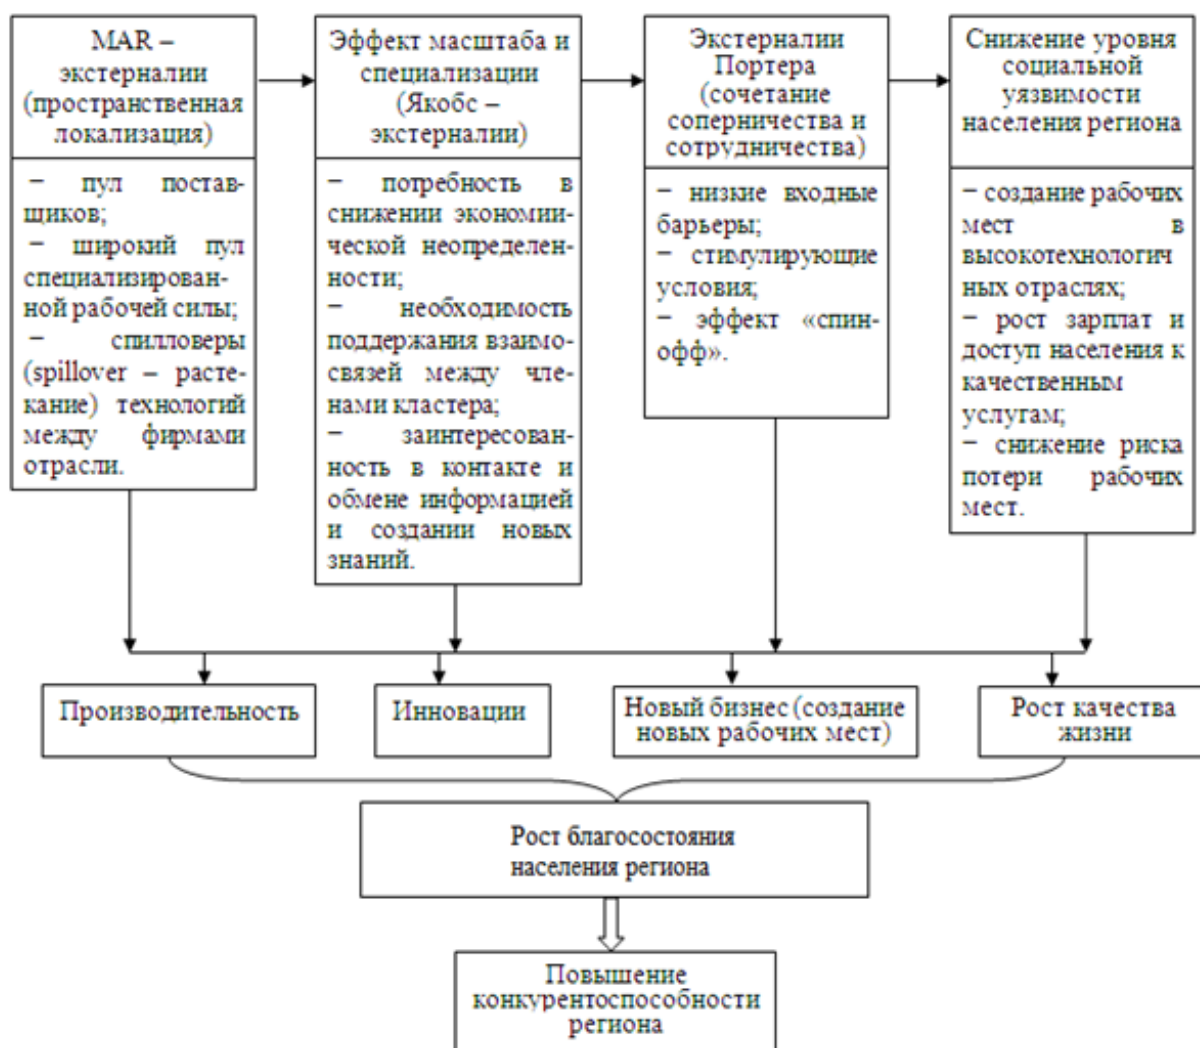 MAR –
экстерналии
(пространственная
локализация)
Эффект масштаба и
специализации
(Якобс –
экстерналии)
Экстерналии
Портера
(сочетание
соперничества и
сотрудничества)
Снижение уровня
социальной
уязвимости
населения региона
– пул постав-
щиков;
– широкий пул
специализирован-
ной рабочей силы;
– спилловеры
(spillover – расте-
кание) технологий
между фирмами
отрасли.
– потребность в
снижении экономи-
ической неопределен-
ности;
– необходимость
поддержания взаимо-
связей между чле-
нами кластера;
– заинтересован-
ность в контакте и
обмене информацией
и создании новых
знаний.
– низкие входные
барьеры;
– стимулирующие
условия;
– эффект «спин-
офф».
– создание рабочих
мест в
высокотехнологич
ных отраслях;
– рост зарплат и
доступ населения к
качественным
услугам;
– снижение риска
потери рабочих
мест.
Производительность
Инновации
Новый бизнес (создание
новых рабочих мест)
Рост качества
жизни
Рост благосостояния
населения региона
Повышение
конкурентоспособности
региона